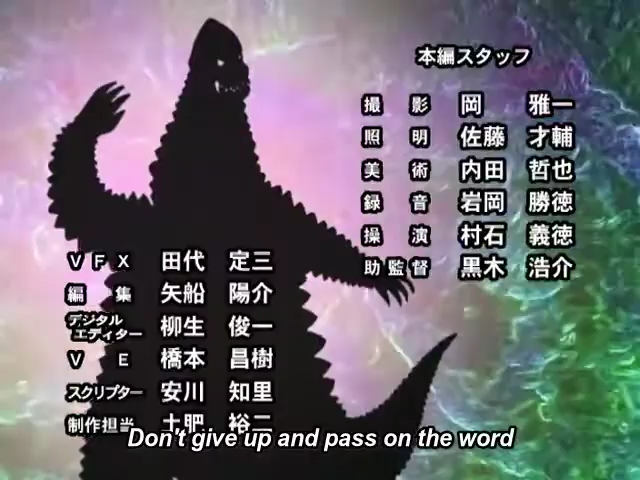 本編スタッフ
撮影 岡 雅一
照明 佐藤 才輔
美術 内田 哲也
録音 岩岡 勝徳
操演 村石 義徳
助監督 黒木 浩介
VFX 田代 定三
編集 矢船 陽介
デジタルエディター 柳生 俊一
VE 橋本 昌樹
スクリプター 安川 知里
制作担当 土肥 裕二
Don't give up and pass on the word